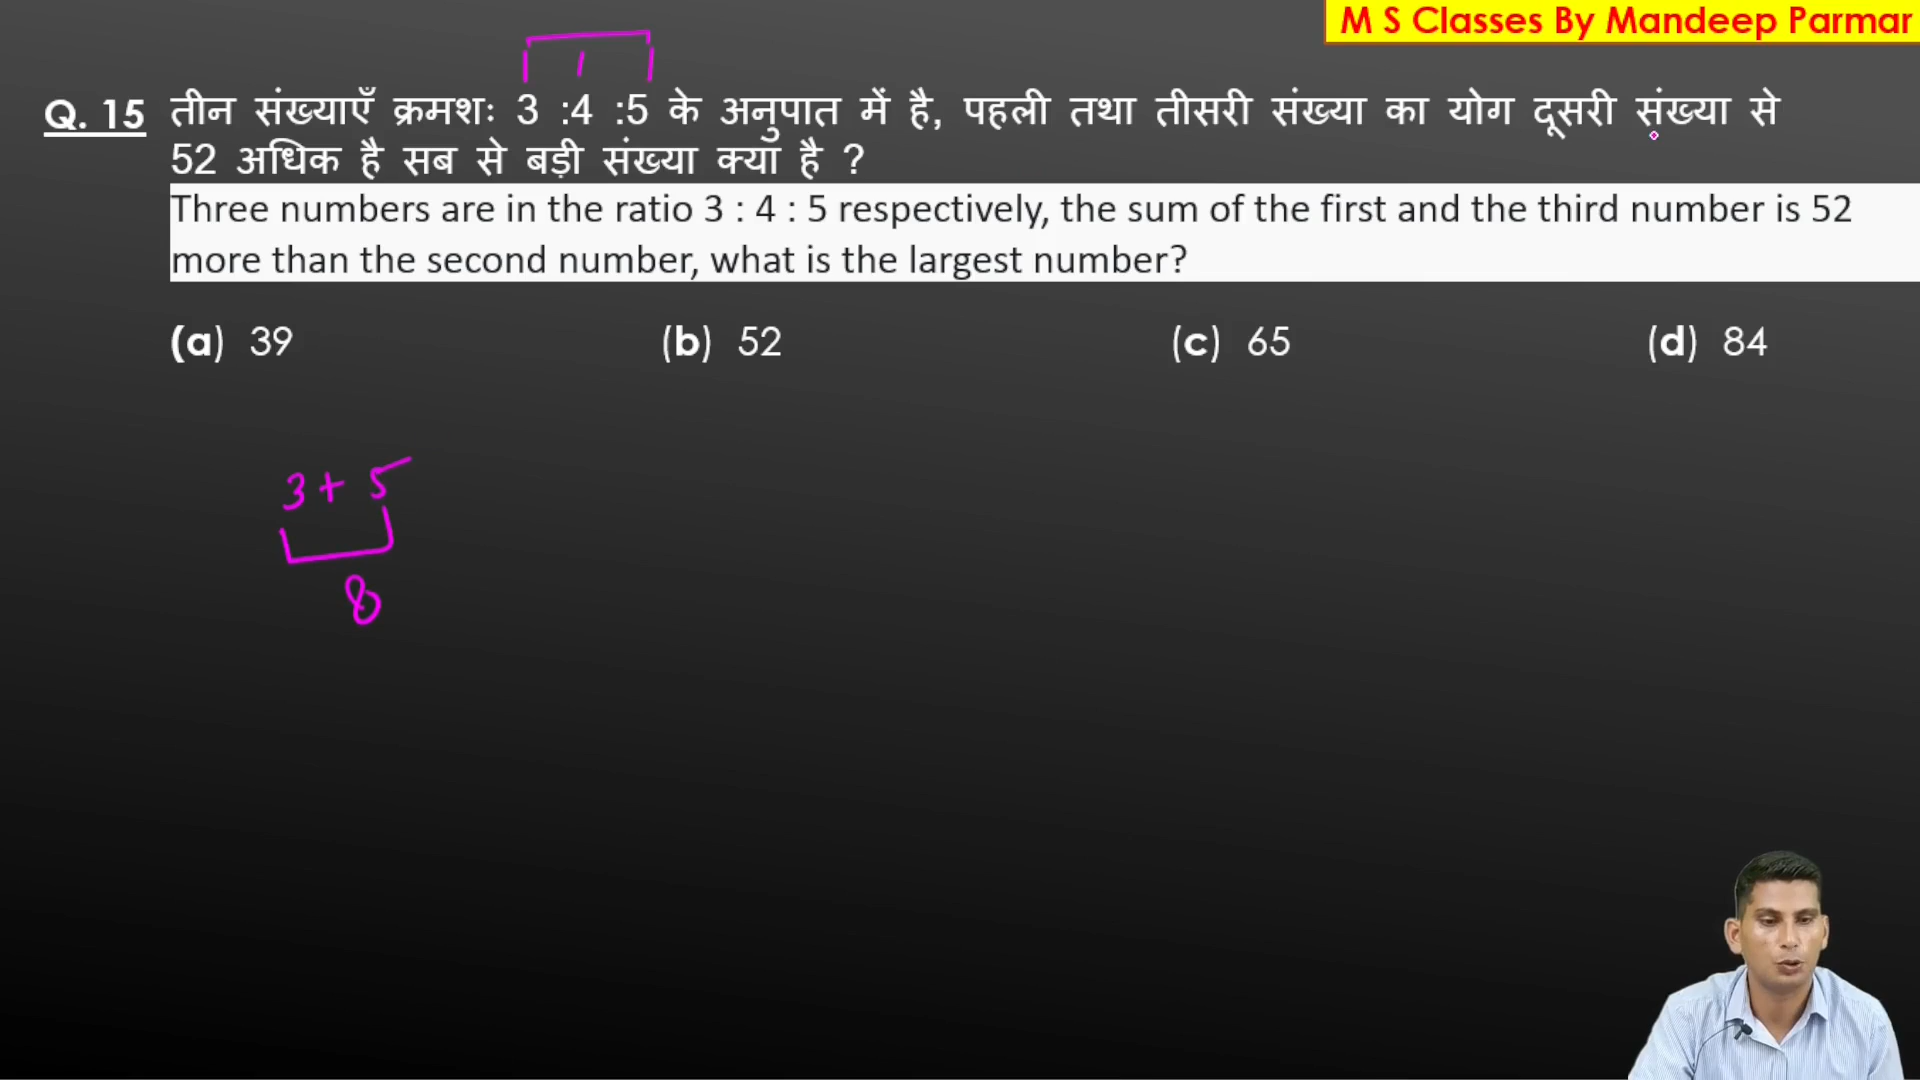 M S Classes By Mandeep Parmar
Q. 15 तीन संख्याएँ क्रमशः 3 :4 :5 के अनुपात में है, पहली तथा तीसरी संख्या का योग दूसरी संख्या से
52 अधिक है सब से बड़ी संख्या क्या है ?
Three numbers are in the ratio 3 : 4 : 5 respectively, the sum of the first and the third number is 52
more than the second number, what is the largest number?
(a) 39 (b) 52 (c) 65 (d) 84
3 + 5
8